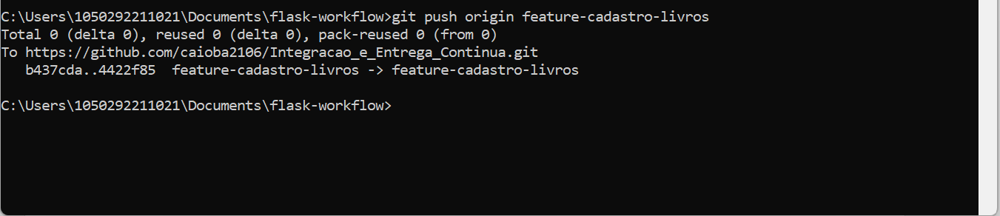 C:\Users\1050292211021\Documents\flask-workflow>git push origin feature-cadastro-livros
Total 0 (delta 0), reused 0 (delta 0), pack-reused 0 (from 0)
To https://github.com/caioba2106/Integracao_e_Entrega_Continua.git
   b437cda..4422f85  feature-cadastro-livros -> feature-cadastro-livros
C:\Users\1050292211021\Documents\flask-workflow>